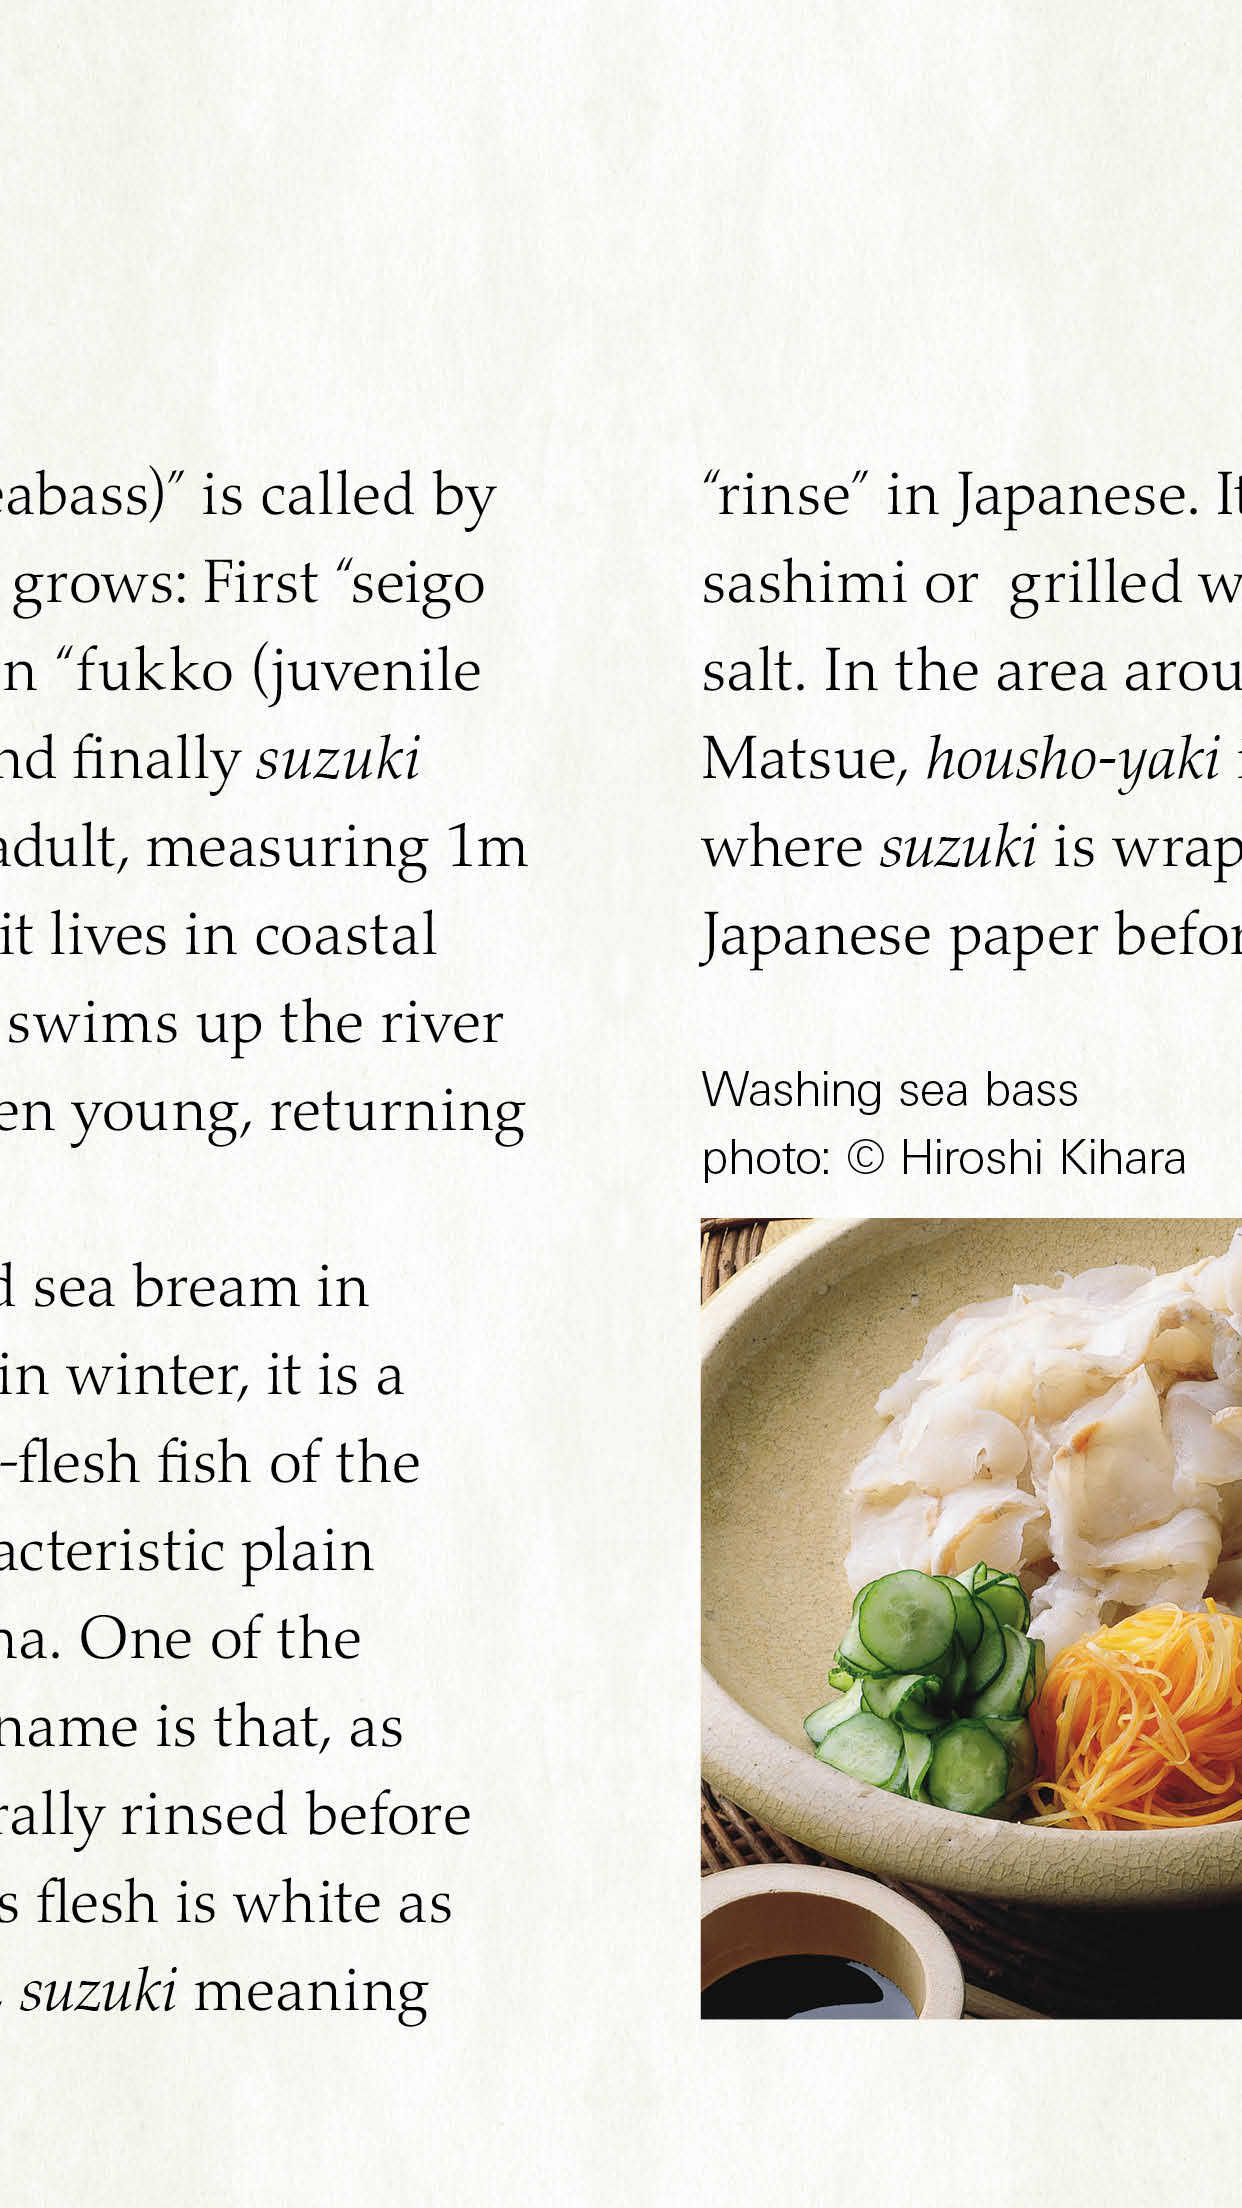 eabass)” is called by
grows: First “seigo
n “fukko (juvenile
nd finally suzuki
adult, measuring 1m
it lives in coastal
swims up the river
en young, returning
d sea bream in
in winter, it is a
-flesh fish of the
acteristic plain
na. One of the
name is that, as
rally rinsed before
s flesh is white as
, suzuki meaning
“rinse” in Japanese. It
sashimi or grilled w
salt. In the area arou
Matsue, housho-yaki
where suzuki is wrap
Japanese paper befor
Washing sea bass
photo: © Hiroshi Kihara